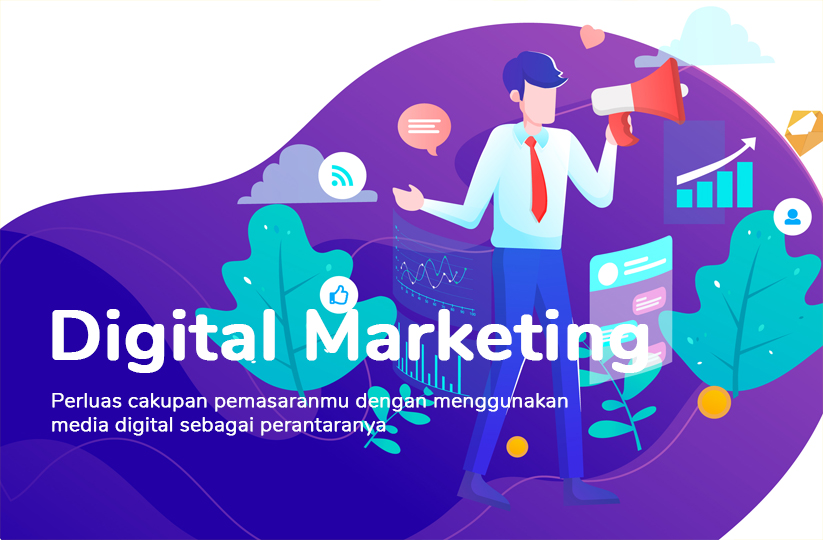 Digital Marketing
Perluas cakupan pemasaranmu dengan menggunakan
media digital sebagai perantaranya